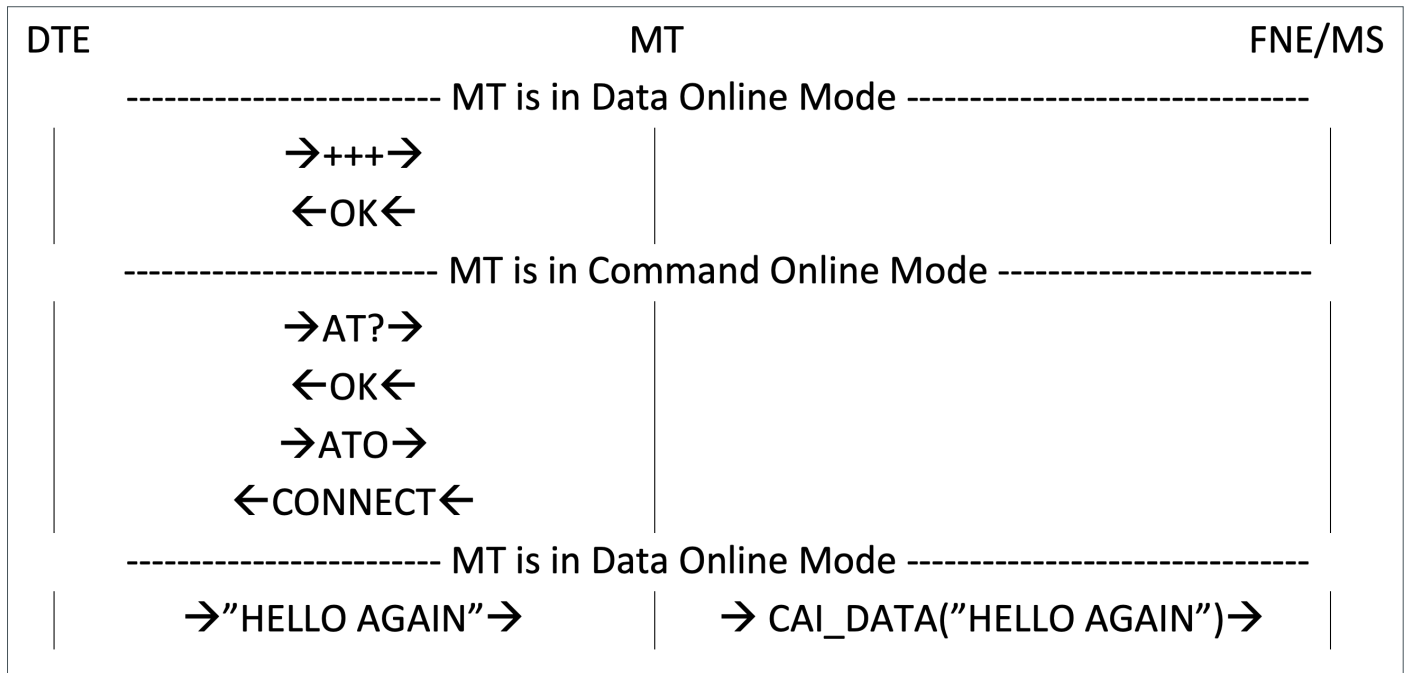 DTE MT FNE/MS
------------------------- MT is in Data Online Mode --------------------------------
→+++→
←OK←
------------------------- MT is in Command Online Mode -------------------------
→AT?→
←OK←
→ATO→
←CONNECT←
------------------------- MT is in Data Online Mode --------------------------------
→”HELLO AGAIN”→ → CAI_DATA(”HELLO AGAIN”)→